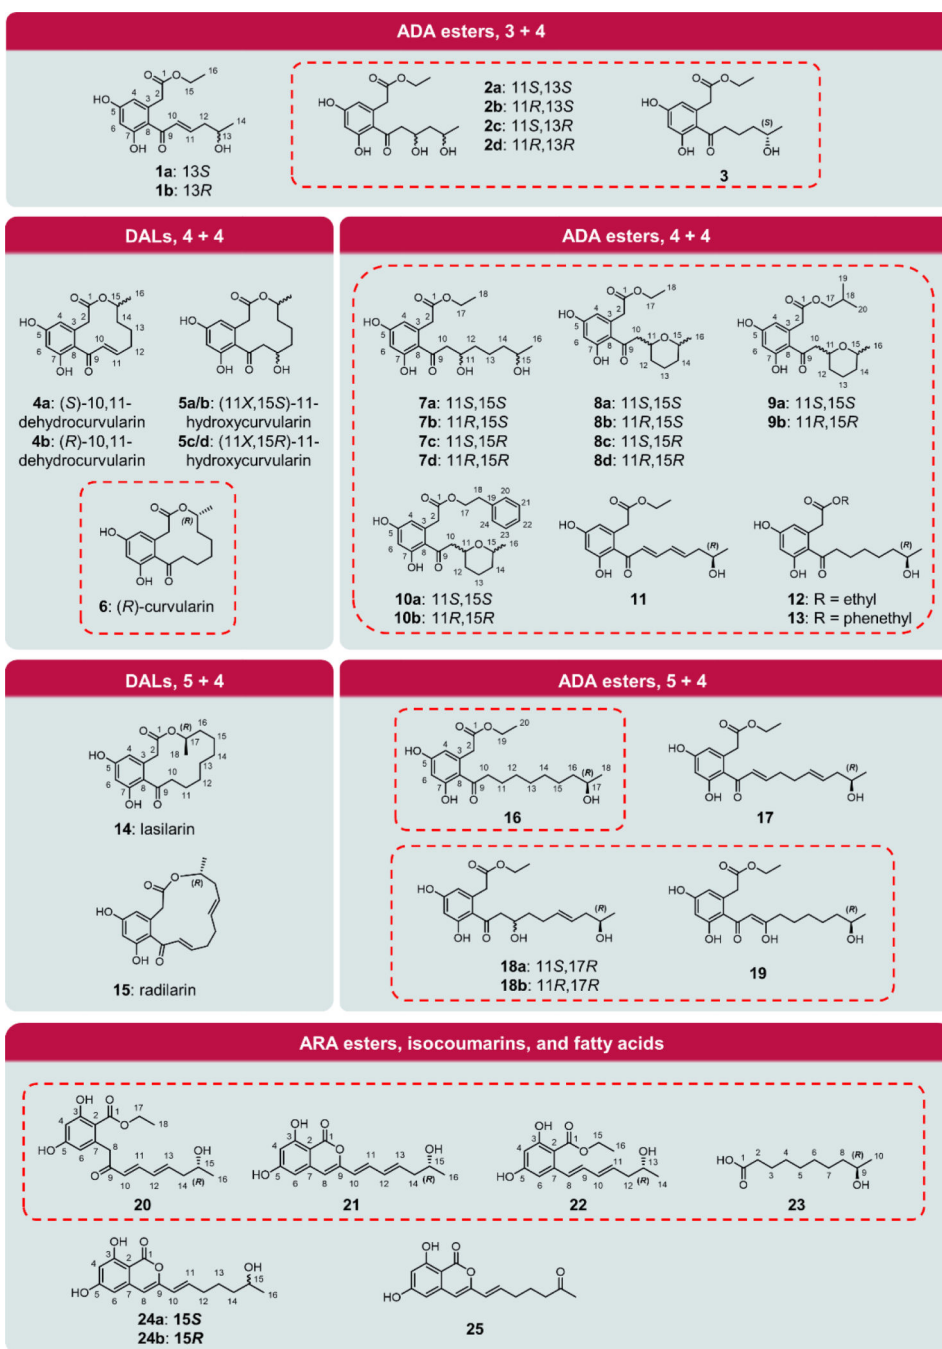 ADA esters, 3 + 4
1a: 13S
1b: 13R
2a: 11S,13S
2b: 11R,13S
2c: 11S,13R
2d: 11R,13R
3
DALs, 4 + 4
4a: (S)-10,11-
dehydrocurvularin
4b: (R)-10,11-
dehydrocurvularin
5a/b: (11X,15S)-11-
hydroxycurvularin
5c/d: (11X,15R)-11-
hydroxycurvularin
6: (R)-curvularin
ADA esters, 4 + 4
7a: 11S,15S
7b: 11R,15S
7c: 11S,15R
7d: 11R,15R
8a: 11S,15S
8b: 11R,15S
8c: 11S,15R
8d: 11R,15R
9a: 11S,15S
9b: 11R,15R
10a: 11S,15S
10b: 11R,15R
11
12: R = ethyl
13: R = phenethyl
DALs, 5 + 4
14: lasilarin
15: radilarin
ADA esters, 5 + 4
16
17
18a: 11S,17R
18b: 11R,17R
19
ARA esters, isocoumarins, and fatty acids
20
21
22
23
24a: 15S
24b: 15R
25